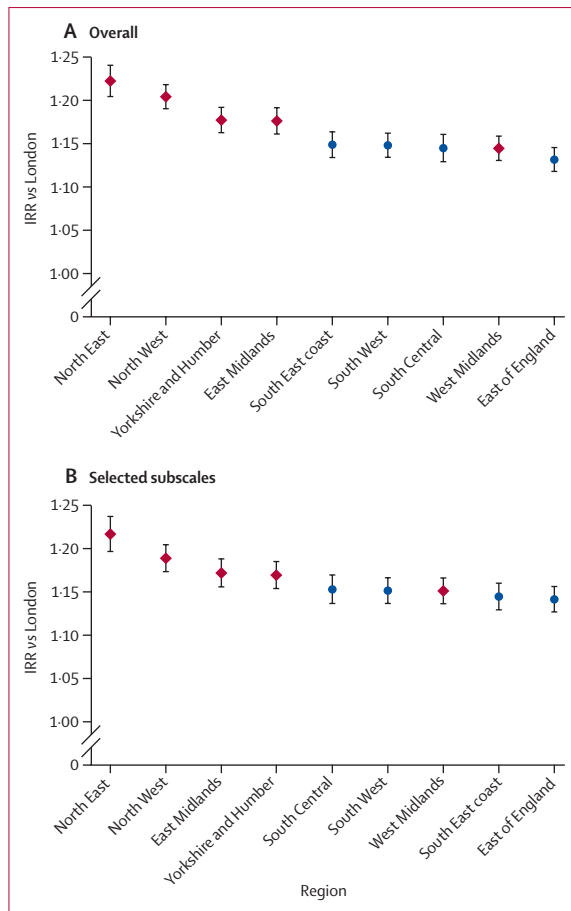 A Overall
1·25
1·20
1·15
1·10
1·05
1·00
0
IRR vs London
North East
North West
Yorkshire and Humber
East Midlands
South East coast
South West
South Central
West Midlands
East of England
B Selected subscales
1·25
1·20
1·15
1·10
1·05
1·00
0
IRR vs London
North East
North West
East Midlands
Yorkshire and Humber
South Central
South West
West Midlands
South East coast
East of England
Region